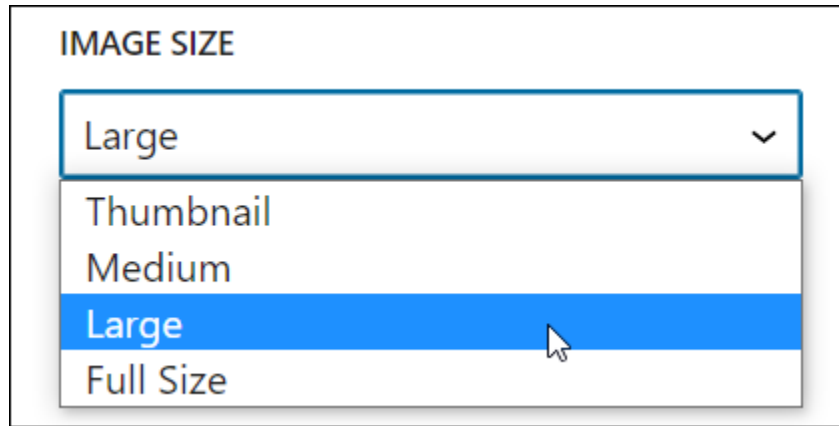 IMAGE SIZE
Large
Thumbnail
Medium
Large
Full Size